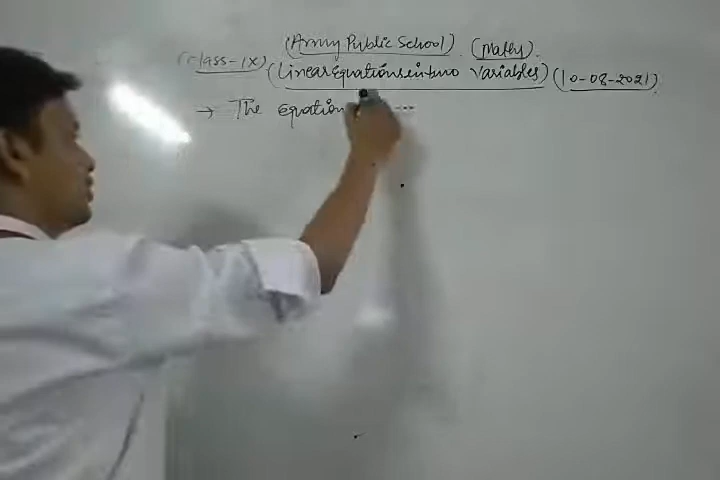 (Army Public School) (Maths).
(Class-IX) (Linear Equations in two Variables) (10-08-2021)
→ The Equation